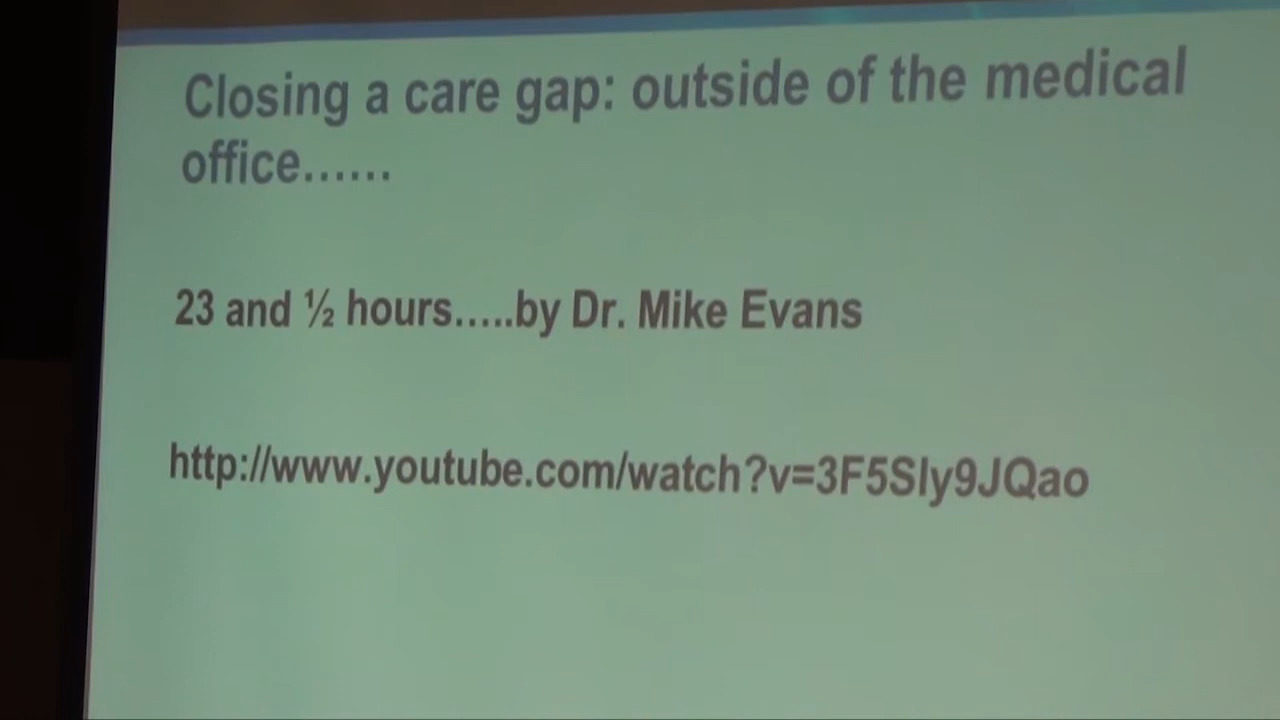 Closing a care gap: outside of the medical
office......
23 and ½ hours.....by Dr. Mike Evans
http://www.youtube.com/watch?v=3F5SIy9JQao